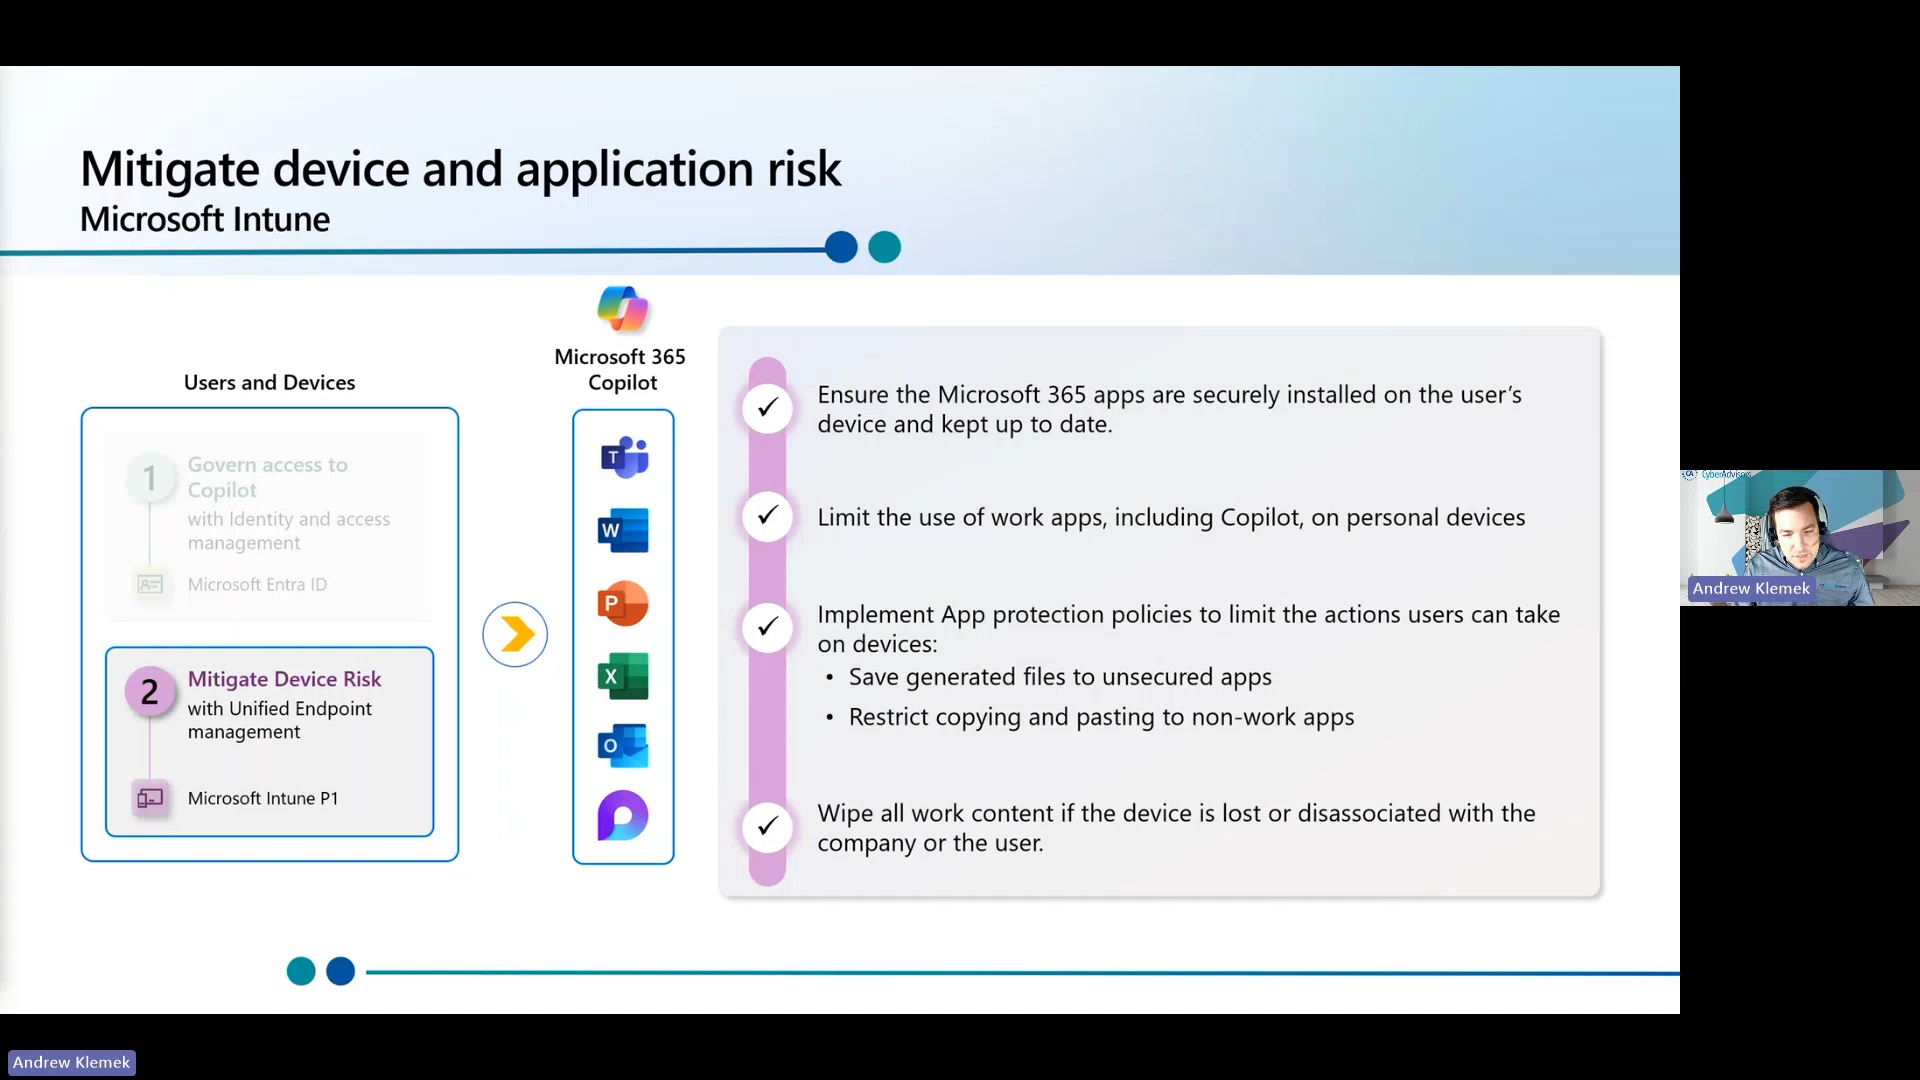 Mitigate device and application risk
Microsoft Intune
Users and Devices
1
Govern access to
Copilot
with Identity and access
management
Microsoft Entra ID
2
Mitigate Device Risk
with Unified Endpoint
management
Microsoft Intune P1
Microsoft 365
Copilot
T
W
P
X
O
Ensure the Microsoft 365 apps are securely installed on the user’s
device and kept up to date.
Limit the use of work apps, including Copilot, on personal devices
Implement App protection policies to limit the actions users can take
on devices:
• Save generated files to unsecured apps
• Restrict copying and pasting to non-work apps
Wipe all work content if the device is lost or disassociated with the
company or the user.
CyberAdvisors
Andrew Klemek
Andrew Klemek